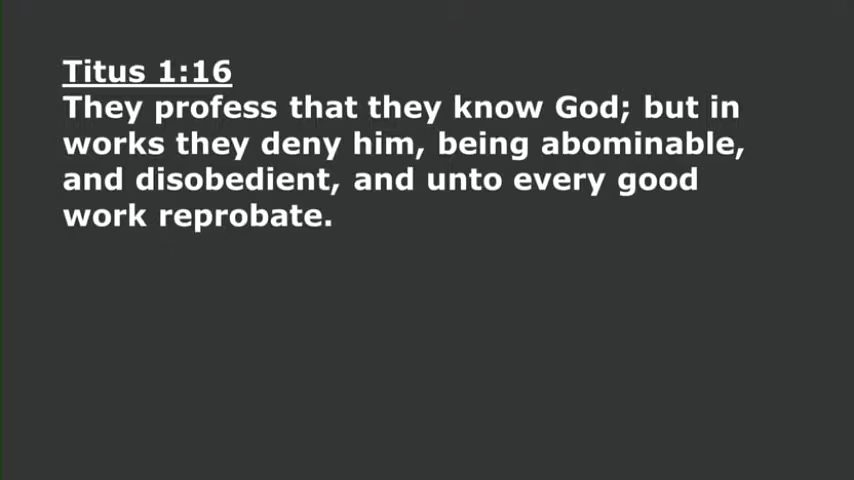 Titus 1:16
They profess that they know God; but in
works they deny him, being abominable,
and disobedient, and unto every good
work reprobate.